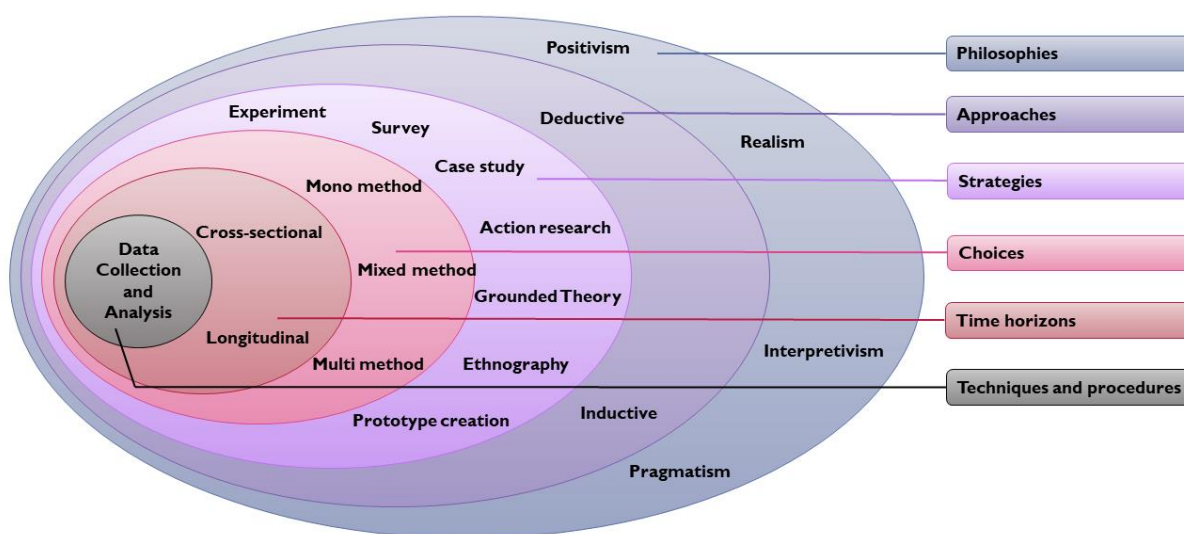 Positivism
Philosophies
Experiment
Survey
Deductive
Approaches
Realism
Case study
Strategies
Mono method
Cross-sectional
Action research
Data
Collection
and
Analysis
Mixed method
Choices
Grounded Theory
Longitudinal
Time horizons
Multi method
Ethnography
Interpretivism
Techniques and procedures
Prototype creation
Inductive
Pragmatism